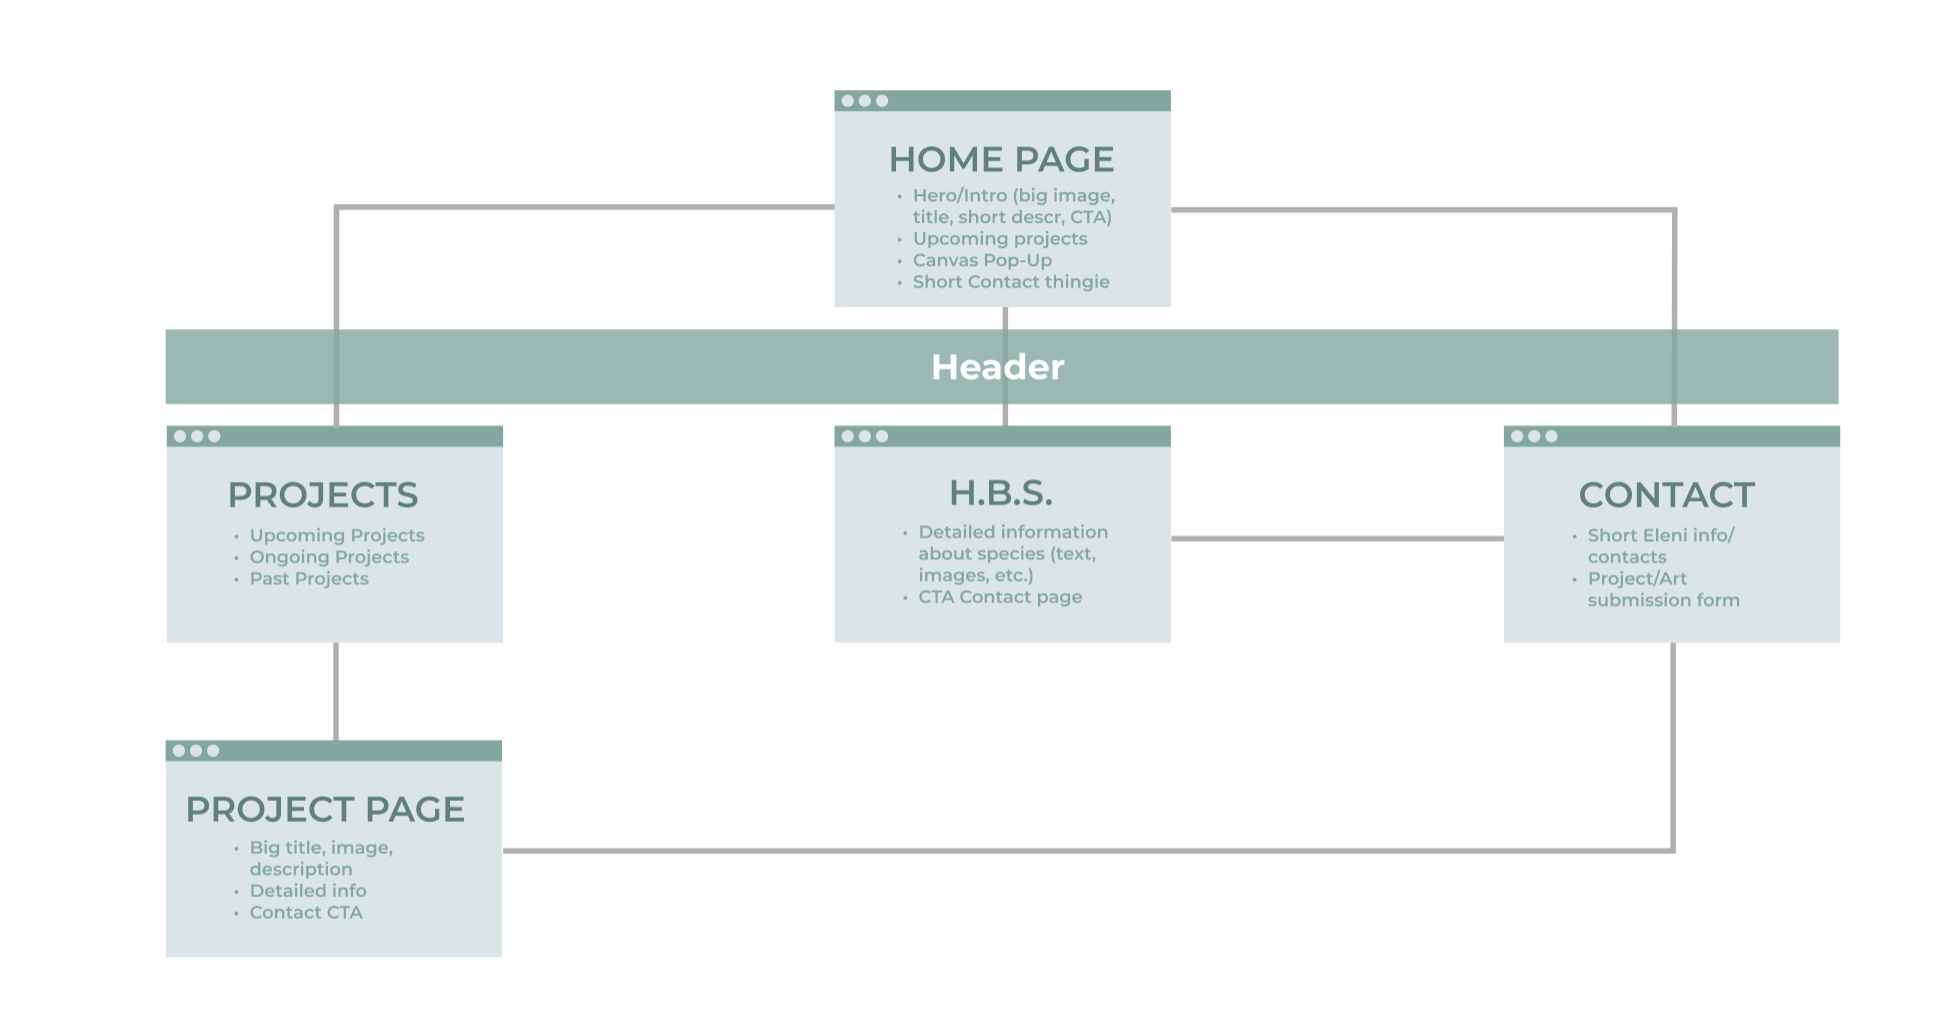 HOME PAGE
• Hero/Intro (big image,
title, short descr, CTA)
• Upcoming projects
• Canvas Pop-Up
• Short Contact thingie
Header
PROJECTS
• Upcoming Projects
• Ongoing Projects
• Past Projects
H.B.S.
• Detailed information
about species (text,
images, etc.)
• CTA Contact page
CONTACT
• Short Eleni info/
contacts
• Project/Art
submission form
PROJECT PAGE
• Big title, image,
description
• Detailed info
• Contact CTA